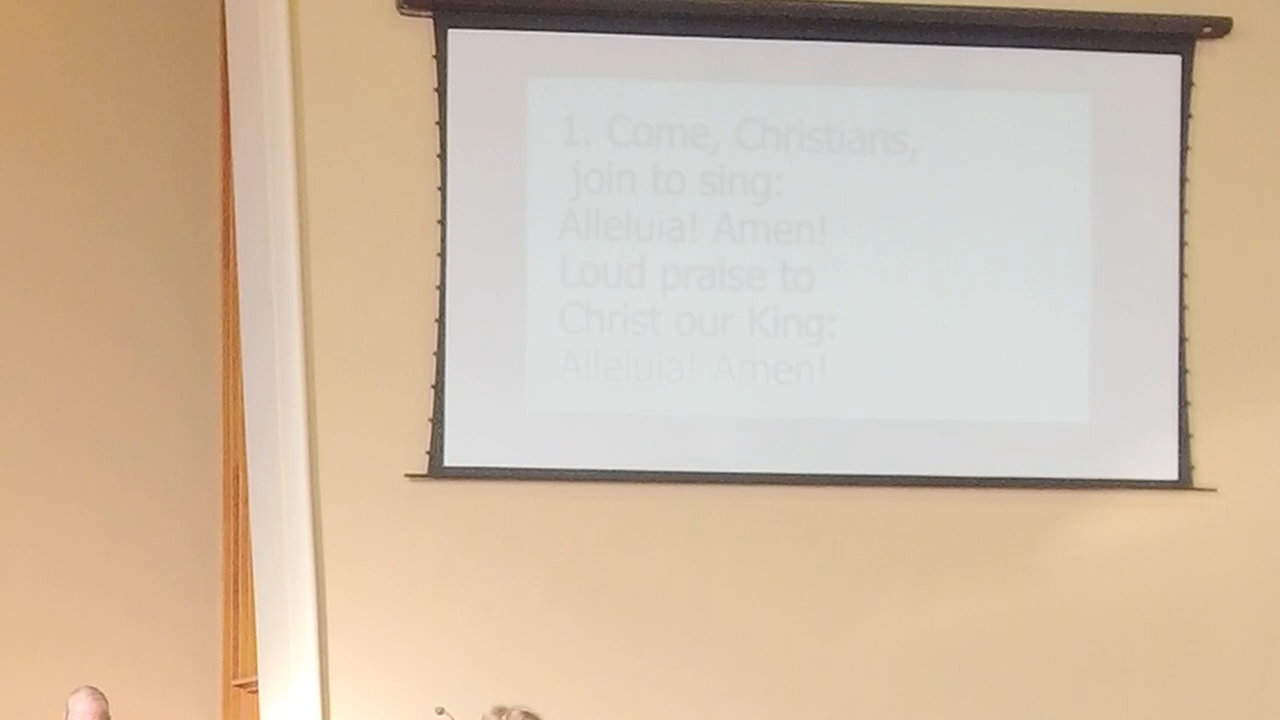 1. Come, Christians,
join to sing:
Alleluia! Amen!
Loud praise to
Christ our King:
Alleluia! Amen!